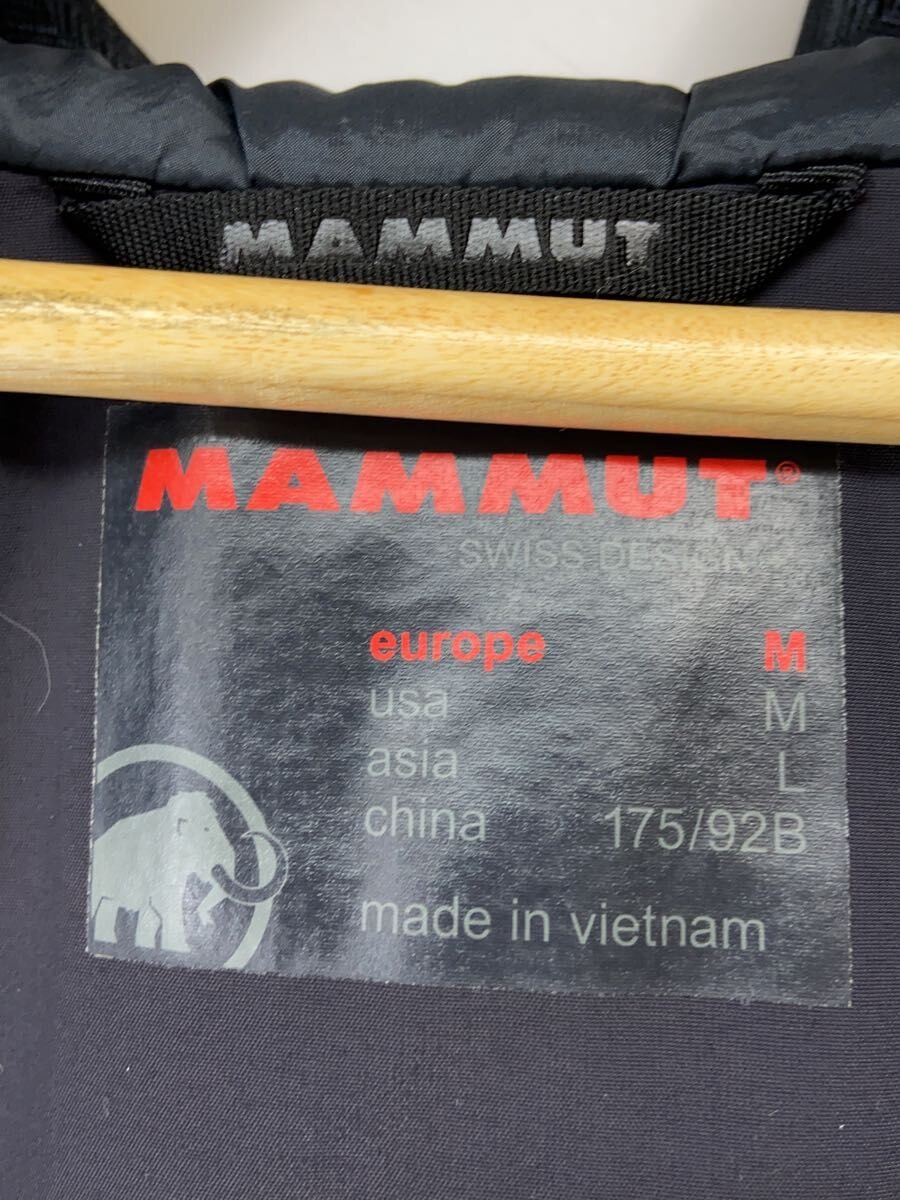 MAMMUT
MAMMUT®
SWISS DESIGN
europe M
usa M
asia L
china 175/92B
made in vietnam